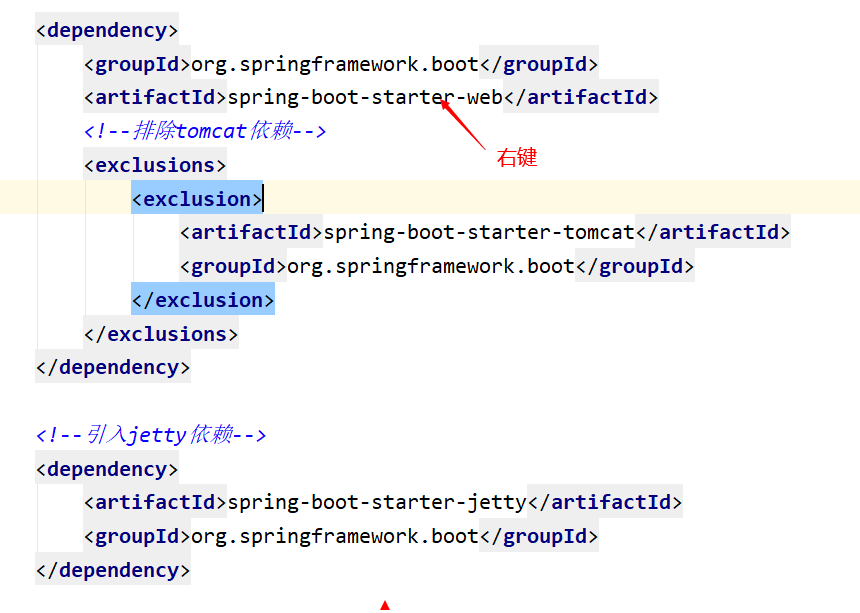 <dependency>
<groupId>org.springframework.boot</groupId>
<artifactId>spring-boot-starter-web</artifactId>
<!--排除tomcat依赖-->
右键
<exclusions>
<exclusion>
<artifactId>spring-boot-starter-tomcat</artifactId>
<groupId>org.springframework.boot</groupId>
</exclusion>
</exclusions>
</dependency>
<!--引入jetty依赖-->
<dependency>
<artifactId>spring-boot-starter-jetty</artifactId>
<groupId>org.springframework.boot</groupId>
</dependency>